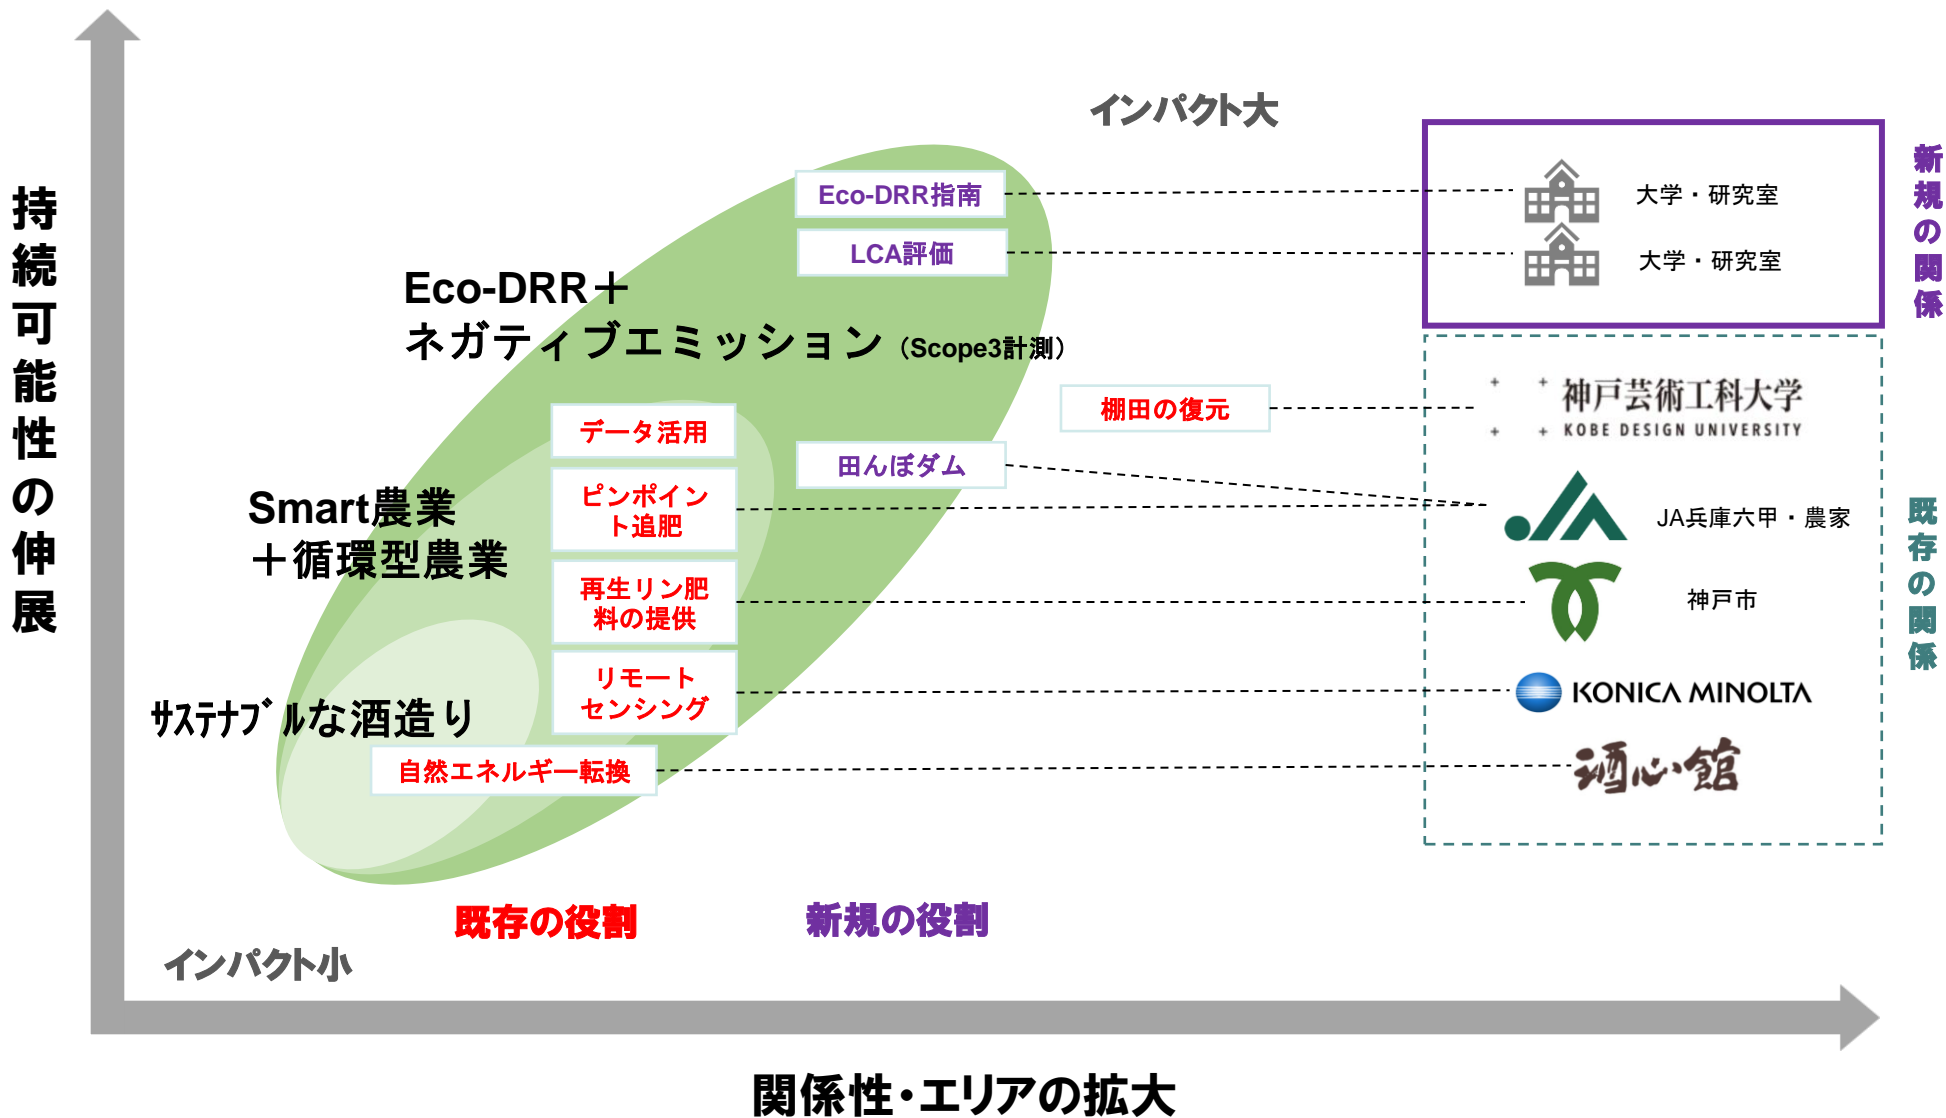 持続可能性の伸展
インパクト大
Eco-DRR指南
LCA評価
Eco-DRR＋
ネガティブエミッション（Scope3計測）
データ活用
ピンポイン
ト追肥
Smart農業
＋循環型農業
再生リン肥
料の提供
リモート
センシング
ｻｽﾃﾅﾌﾞﾙな酒造り
自然エネルギー転換
棚田の復元
田んぼダム
既存の役割
新規の役割
インパクト小
関係性・エリアの拡大
大学・研究室
大学・研究室
新規の関係
神戸芸術工科大学
KOBE DESIGN UNIVERSITY
JA
JA兵庫六甲・農家
神戸市
KONICA MINOLTA
酒心館
既存の関係